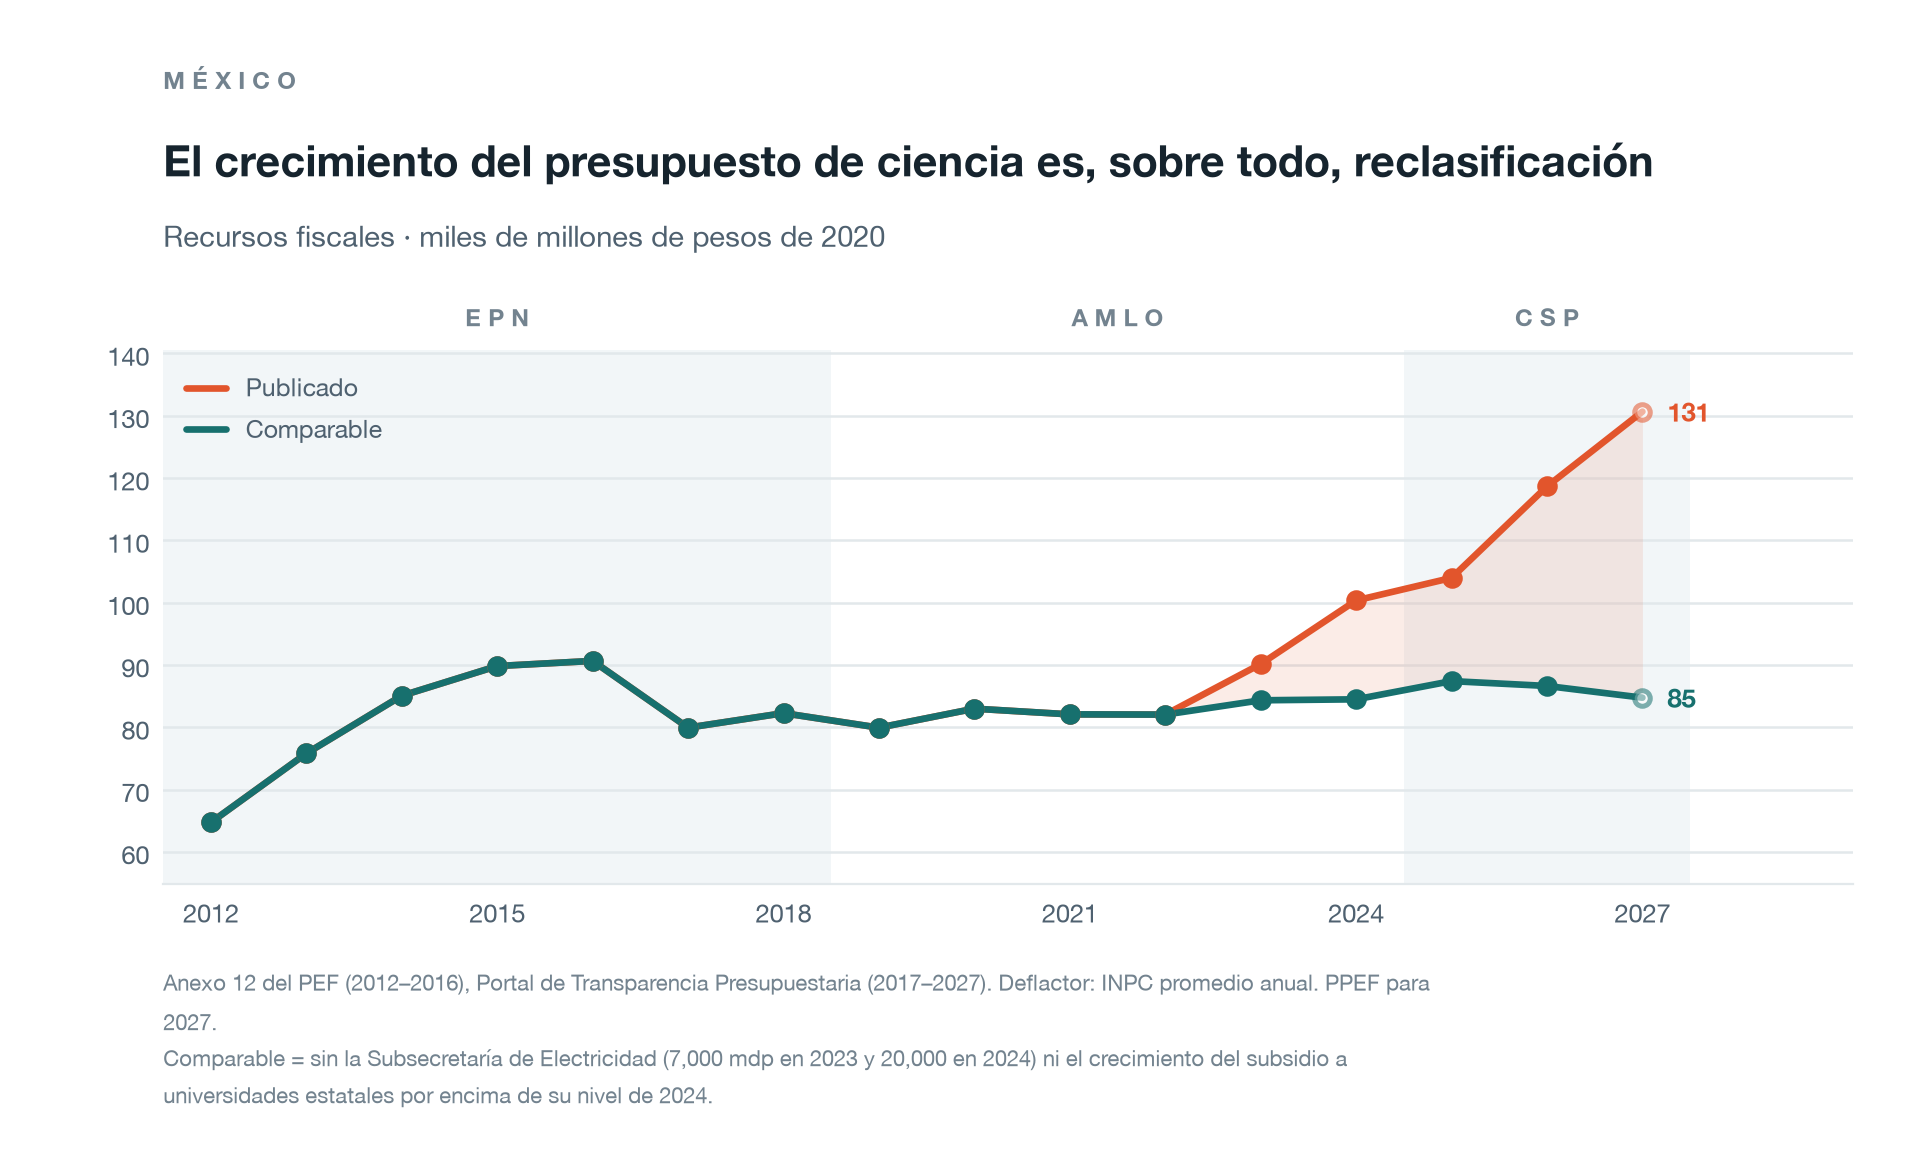 MÉXICO
El crecimiento del presupuesto de ciencia es, sobre todo, reclasificación
Recursos fiscales · miles de millones de pesos de 2020
EPN
AMLO
CSP
140
130
120
110
100
90
80
70
60
Publicado
Comparable
131
85
2012
2015
2018
2021
2024
2027
Anexo 12 del PEF (2012–2016), Portal de Transparencia Presupuestaria (2017–2027). Deflactor: INPC promedio anual. PPEF para
2027.
Comparable = sin la Subsecretaría de Electricidad (7,000 mdp en 2023 y 20,000 en 2024) ni el crecimiento del subsidio a
universidades estatales por encima de su nivel de 2024.